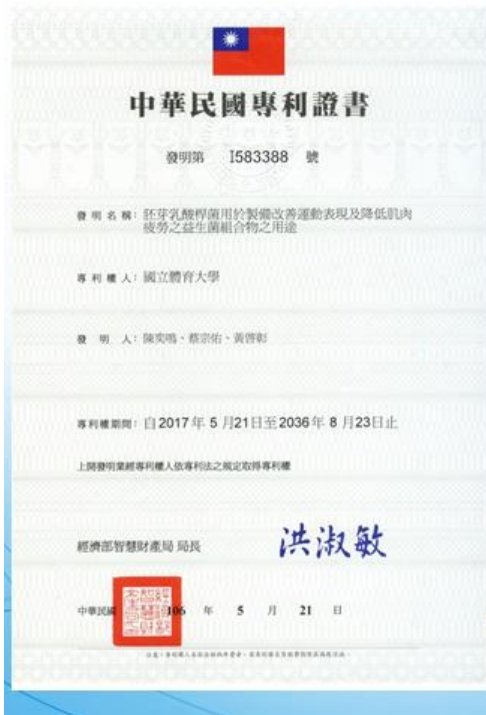 中華民國專利證書
發明第 I583388 號
發明名稱：胚芽乳酸桿菌用於製備改善運動表現及降低肌肉
疲勞之益生菌組合物之用途
專利權人：國立體育大學
發明人：陳奕鳴、蔡宗佑、黃啓彰
專利權期間：自2017年5月21日至2036年8月23日止
上開發明業經專利權人依專利法之規定取得專利權
經濟部智慧財產局 局長 洪淑敏
中華民國 106 年 5 月 21 日